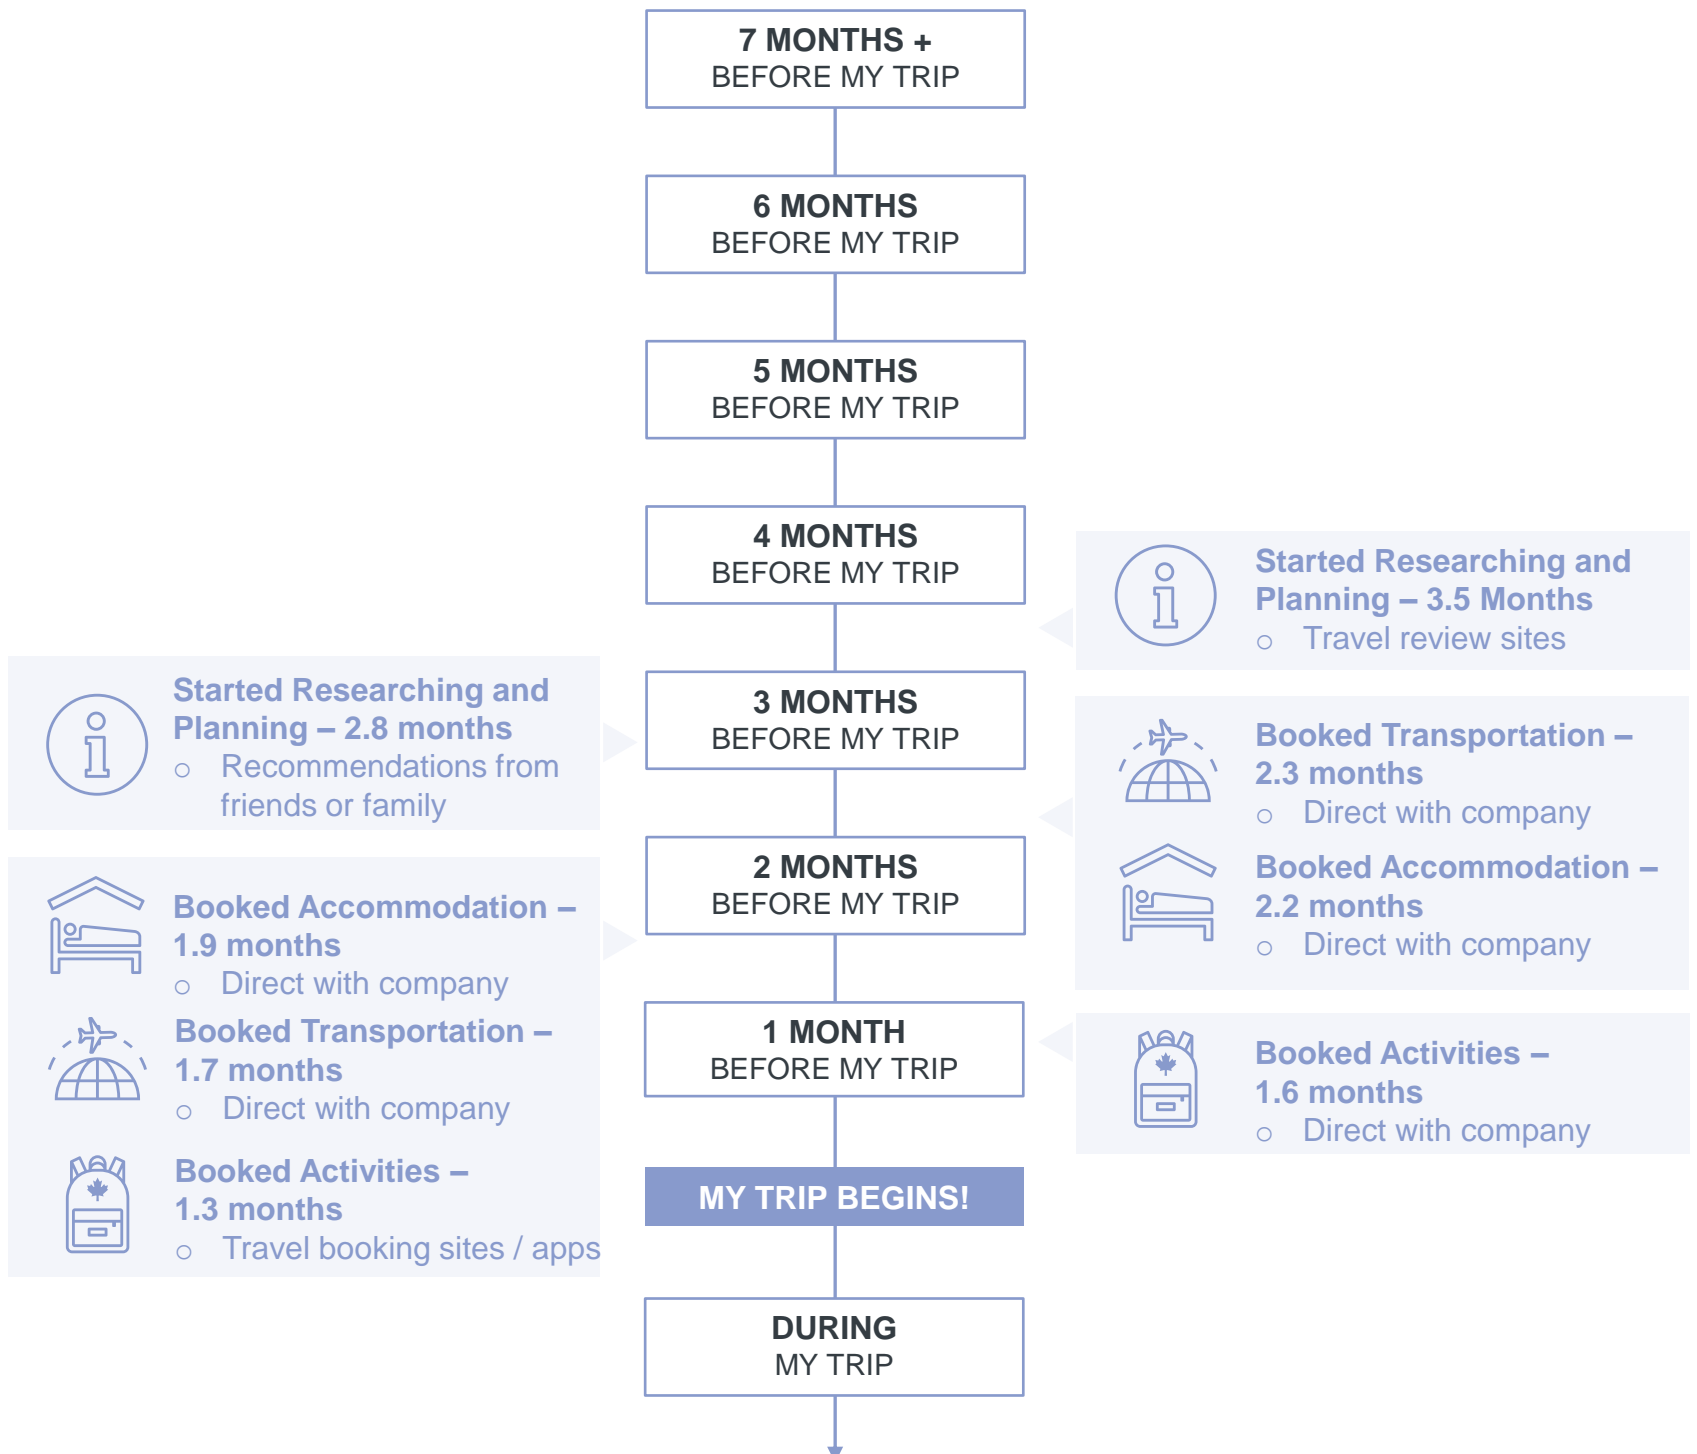 7 MONTHS +
BEFORE MY TRIP
6 MONTHS
BEFORE MY TRIP
5 MONTHS
BEFORE MY TRIP
4 MONTHS
BEFORE MY TRIP
Started Researching and
Planning – 3.5 Months
○ Travel review sites
Started Researching and
Planning – 2.8 months
○ Recommendations from
friends or family
3 MONTHS
BEFORE MY TRIP
Booked Transportation –
2.3 months
○ Direct with company
Booked Accommodation –
2.2 months
○ Direct with company
2 MONTHS
BEFORE MY TRIP
Booked Accommodation –
1.9 months
○ Direct with company
Booked Transportation –
1.7 months
○ Direct with company
Booked Activities –
1.3 months
○ Travel booking sites / apps
1 MONTH
BEFORE MY TRIP
Booked Activities –
1.6 months
○ Direct with company
MY TRIP BEGINS!
DURING
MY TRIP